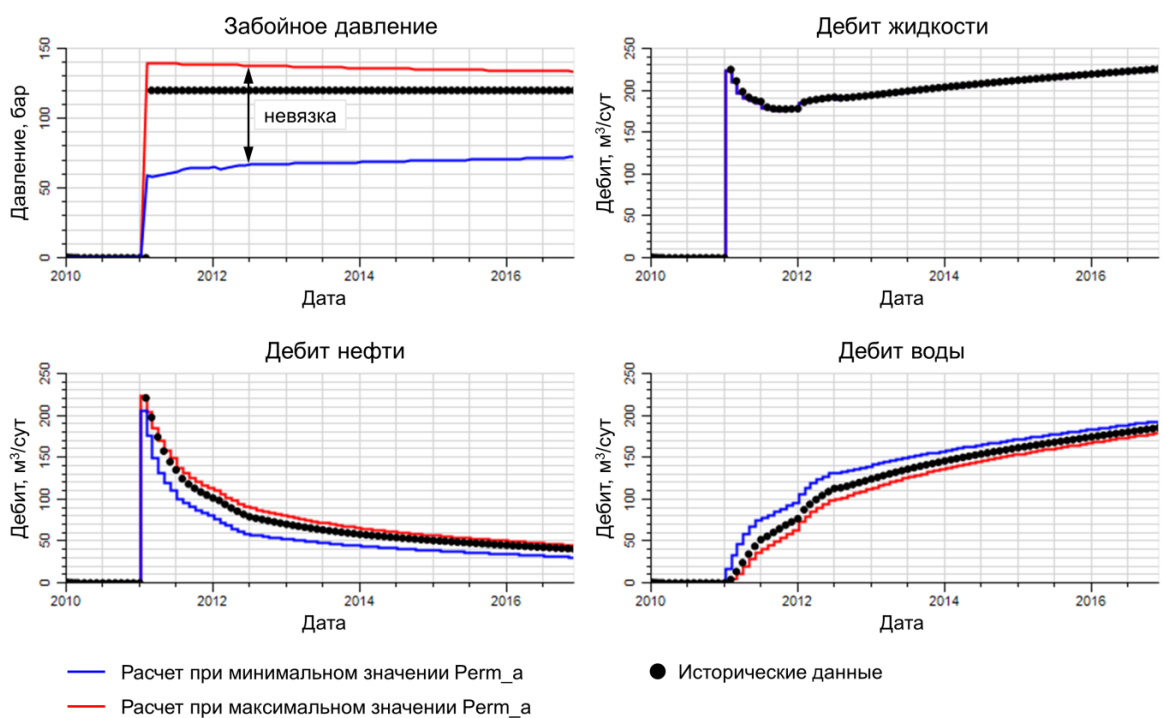 Забойное давление
Давление, бар
150
100
50
0
невязка
2010
2012
2014
2016
Дата
Дебит жидкости
Дебит, м³/сут
250
200
150
100
50
0
2010
2012
2014
2016
Дата
Дебит нефти
Дебит, м³/сут
250
200
150
100
50
0
2010
2012
2014
2016
Дата
Дебит воды
Дебит, м³/сут
250
200
150
100
50
0
2010
2012
2014
2016
Дата
Расчет при минимальном значении Perm_a
Расчет при максимальном значении Perm_a
Исторические данные